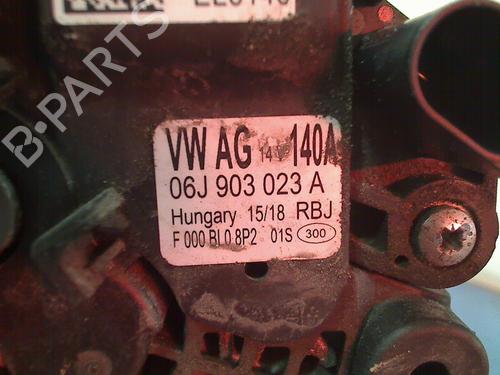 VW AG 14V 140A
06J 903 023 A
Hungary 15/18 RBJ
F 000 BL0 8P2 01S 300
B-PARTS